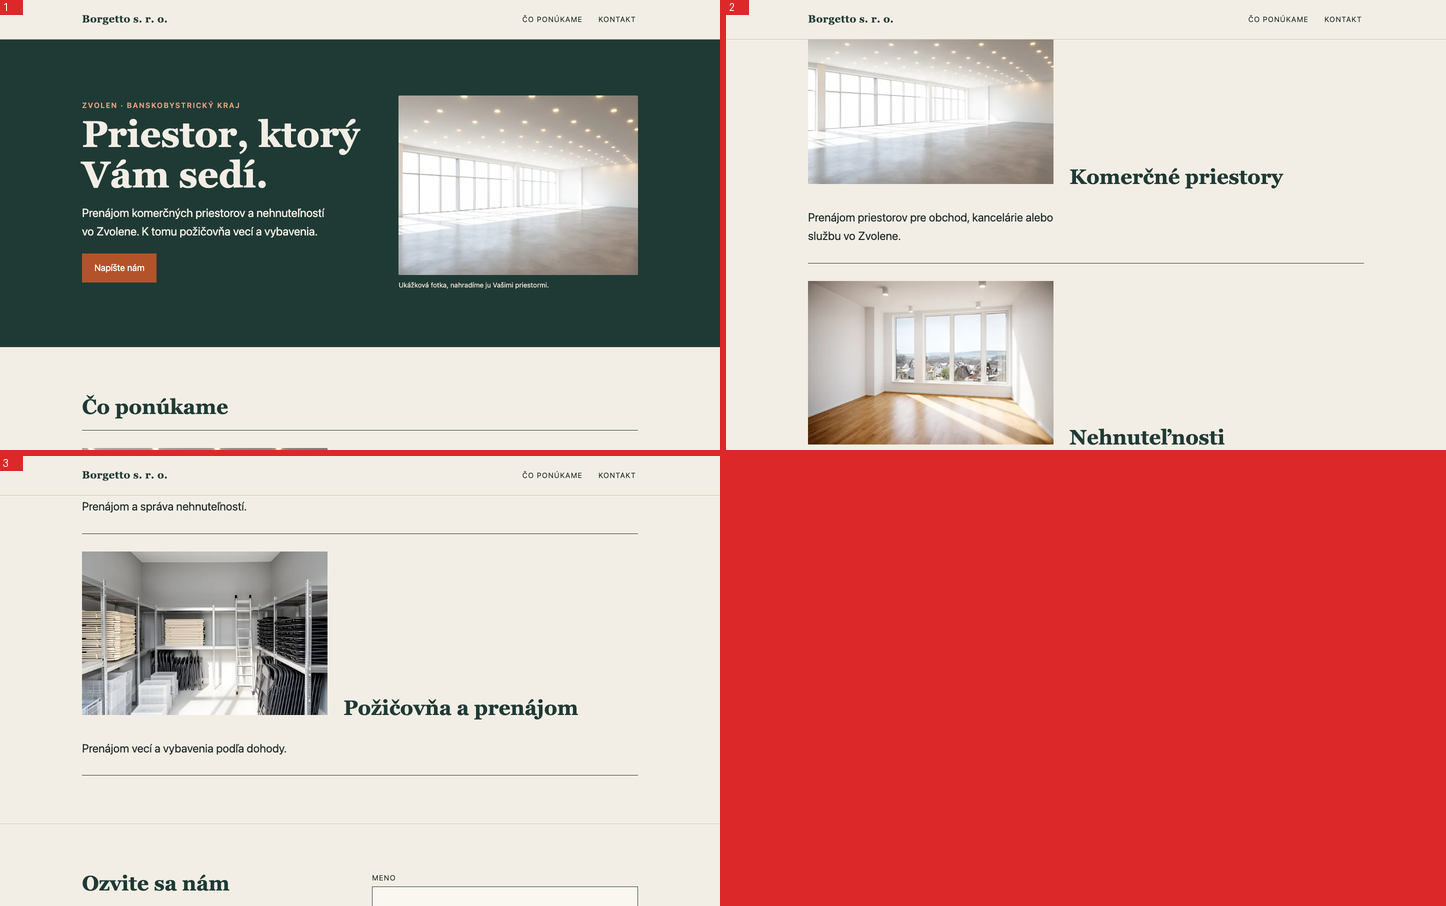 1
Borgetto s. r. o.
ČO PONÚKAME
KONTAKT
ZVOLEN · BANSKOBYSTRICKÝ KRAJ
Priestor, ktorý
Vám sedí.
Prenájom komerčných priestorov a nehnuteľností
vo Zvolene. K tomu požičovňa vecí a vybavenia.
Napíšte nám
Ukážková fotka, nahradíme ju Vašimi priestormi.
Čo ponúkame
2
Borgetto s. r. o.
ČO PONÚKAME
KONTAKT
Komerčné priestory
Prenájom priestorov pre obchod, kancelárie alebo
službu vo Zvolene.
Nehnuteľnosti
3
Borgetto s. r. o.
ČO PONÚKAME
KONTAKT
Prenájom a správa nehnuteľností.
Požičovňa a prenájom
Prenájom vecí a vybavenia podľa dohody.
Ozvite sa nám
MENO